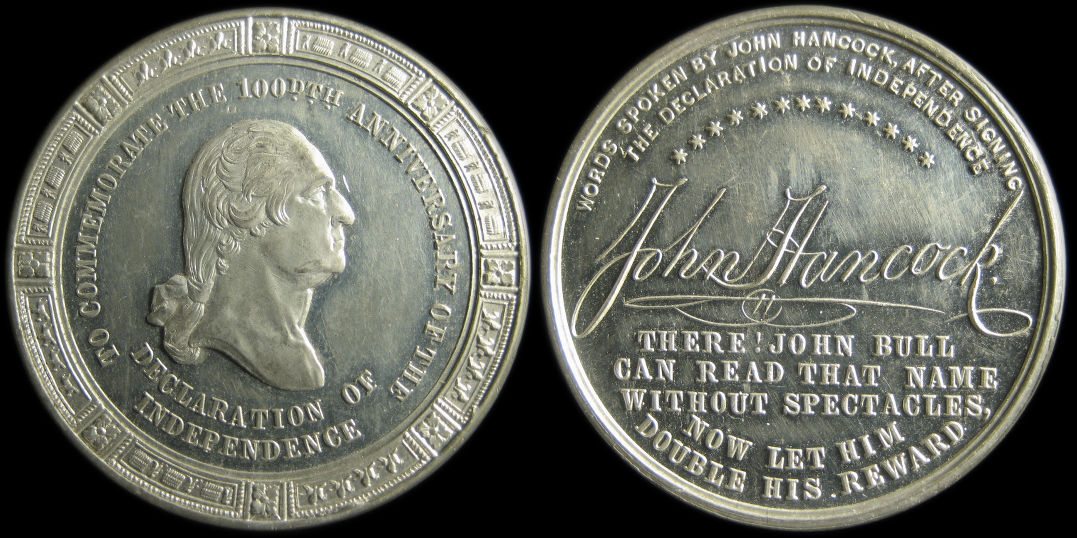 TO COMMEMORATE THE 100DTH ANNIVERSARY OF THE
DECLARATION OF
INDEPENDENCE
WORDS SPOKEN BY JOHN HANCOCK, AFTER SIGNING
THE DECLARATION OF INDEPENDENCE
John Hancock.
THERE! JOHN BULL
CAN READ THAT NAME
WITHOUT SPECTACLES,
NOW LET HIM
DOUBLE HIS REWARD